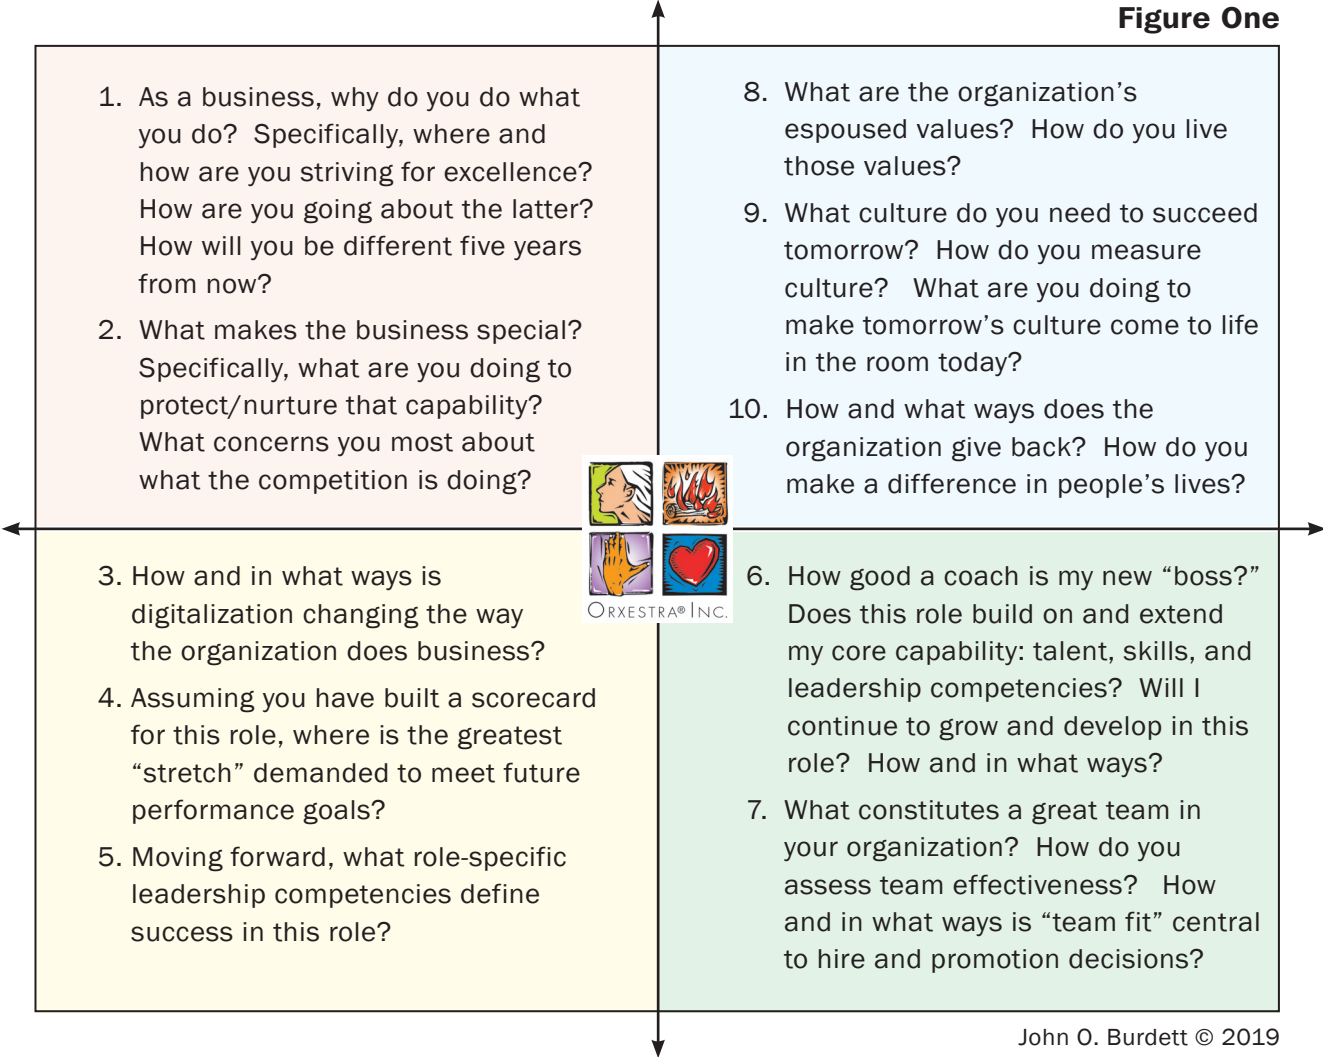 Figure One
1. As a business, why do you do what
you do? Specifically, where and
how are you striving for excellence?
How are you going about the latter?
How will you be different five years
from now?
2. What makes the business special?
Specifically, what are you doing to
protect/nurture that capability?
What concerns you most about
what the competition is doing?
8. What are the organization’s
espoused values? How do you live
those values?
9. What culture do you need to succeed
tomorrow? How do you measure
culture? What are you doing to
make tomorrow’s culture come to life
in the room today?
10. How and what ways does the
organization give back? How do you
make a difference in people’s lives?
ORXESTRA® INC.
3. How and in what ways is
digitalization changing the way
the organization does business?
4. Assuming you have built a scorecard
for this role, where is the greatest
“stretch” demanded to meet future
performance goals?
5. Moving forward, what role-specific
leadership competencies define
success in this role?
6. How good a coach is my new “boss?”
Does this role build on and extend
my core capability: talent, skills, and
leadership competencies? Will I
continue to grow and develop in this
role? How and in what ways?
7. What constitutes a great team in
your organization? How do you
assess team effectiveness? How
and in what ways is “team fit” central
to hire and promotion decisions?
John O. Burdett © 2019